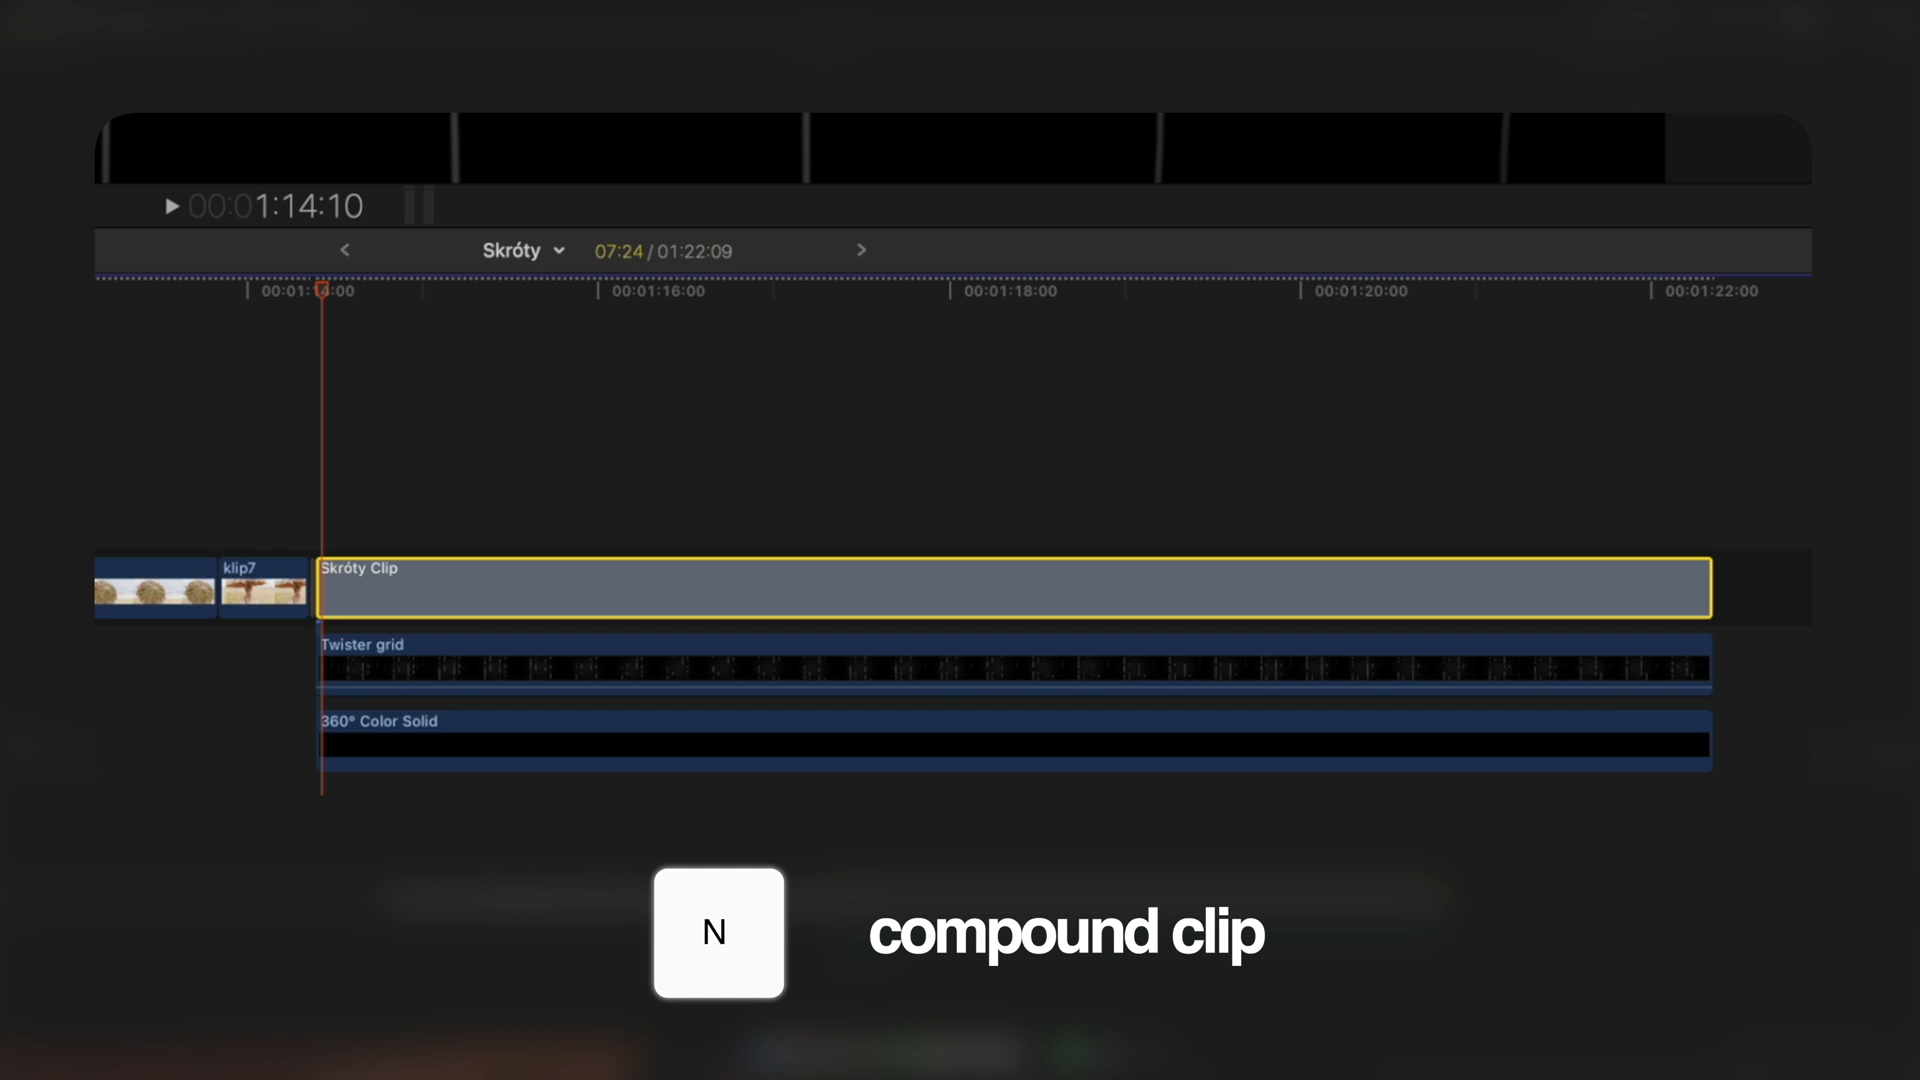 00:01:14:10
Skróty 07:24 / 01:22:09
00:01:14:00 00:01:16:00 00:01:18:00 00:01:20:00 00:01:22:00
klip7 Skróty Clip
Twister grid
360° Color Solid
N compound clip